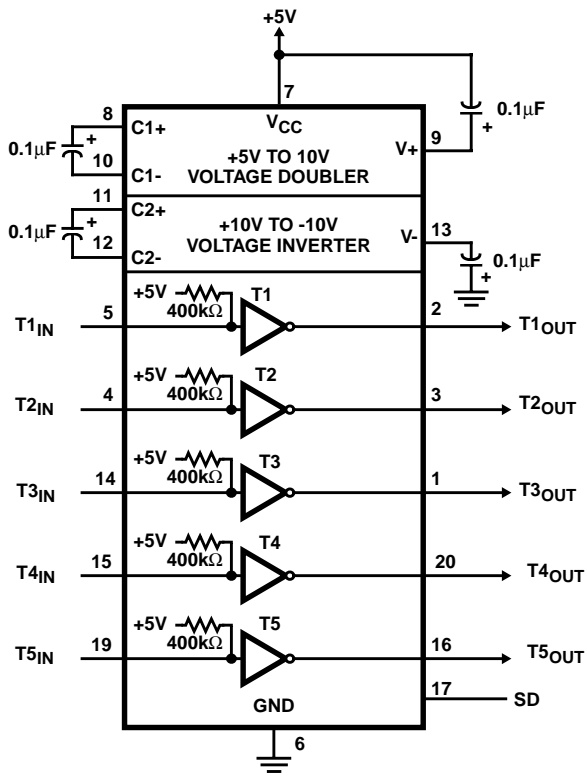 +5V
7
8
C1+
VCC
0.1µF
+
0.1µF
+
10
C1-
+5V TO 10V
VOLTAGE DOUBLER
V+
9
11
C2+
0.1µF
+
12
C2-
+10V TO -10V
VOLTAGE INVERTER
V-
13
0.1µF
+
T1IN
5
+5V
400kΩ
T1
2
T1OUT
T2IN
4
+5V
400kΩ
T2
3
T2OUT
T3IN
14
+5V
400kΩ
T3
1
T3OUT
T4IN
15
+5V
400kΩ
T4
20
T4OUT
T5IN
19
+5V
400kΩ
T5
16
T5OUT
17
SD
GND
6